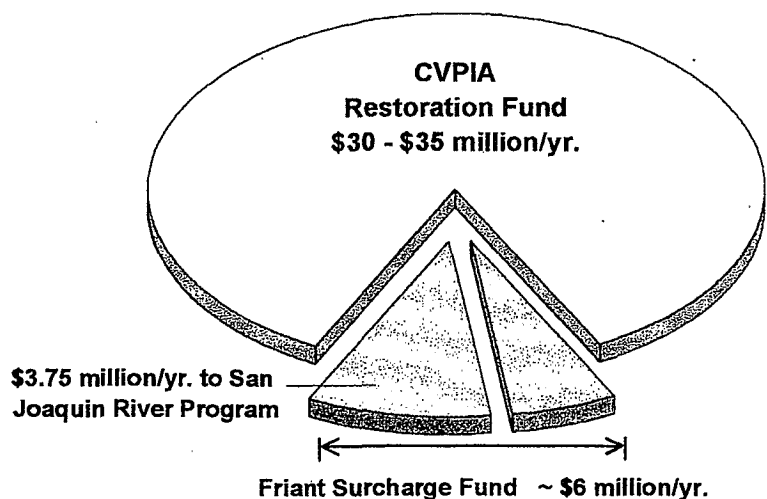 CVPIA
Restoration Fund
$30 - $35 million/yr.
$3.75 million/yr. to San
Joaquin River Program
Friant Surcharge Fund ~ $6 million/yr.